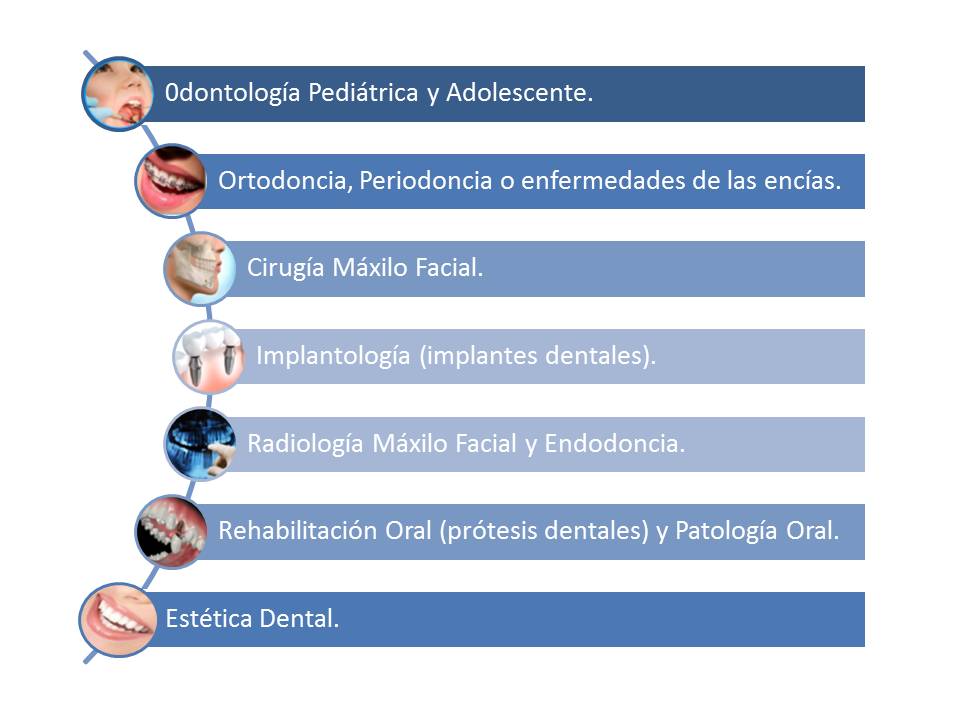 0dontología Pediátrica y Adolescente.
Ortodoncia, Periodoncia o enfermedades de las encías.
Cirugía Máxilo Facial.
Implantología (implantes dentales).
Radiología Máxilo Facial y Endodoncia.
Rehabilitación Oral (prótesis dentales) y Patología Oral.
Estética Dental.